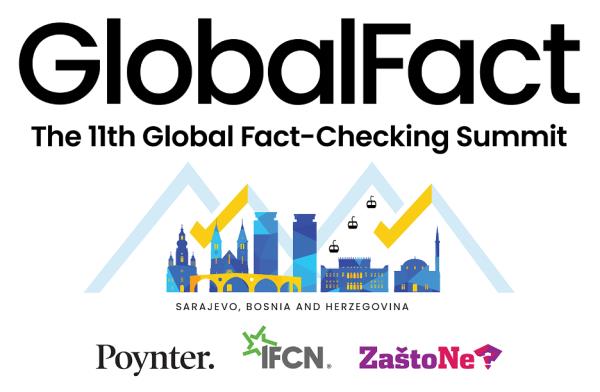 GlobalFact
The 11th Global Fact-Checking Summit
SARAJEVO, BOSNIA AND HERZEGOVINA
Poynter. IFCN® ZaštoNe?